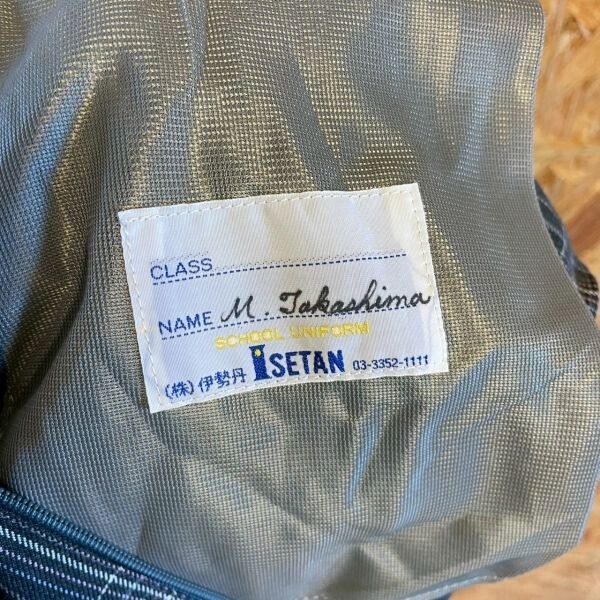 CLASS
NAME M. Takashima
SCHOOL UNIFORM
(株)伊勢丹 ISETAN 03-3352-1111